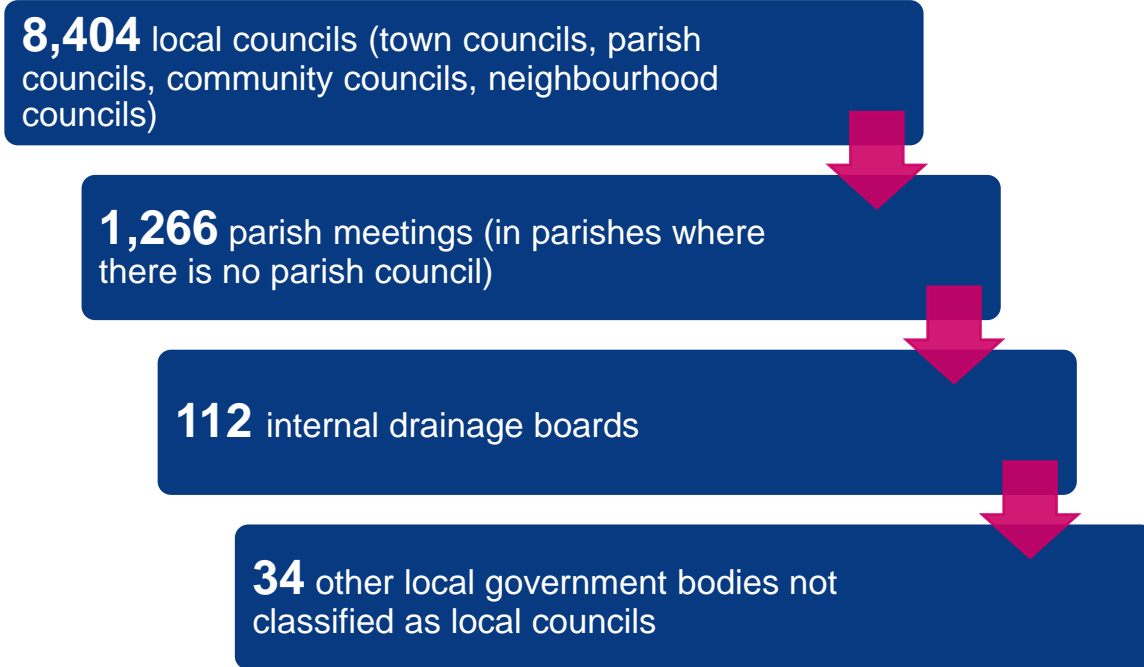 8,404 local councils (town councils, parish
councils, community councils, neighbourhood
councils)
1,266 parish meetings (in parishes where
there is no parish council)
112 internal drainage boards
34 other local government bodies not
classified as local councils